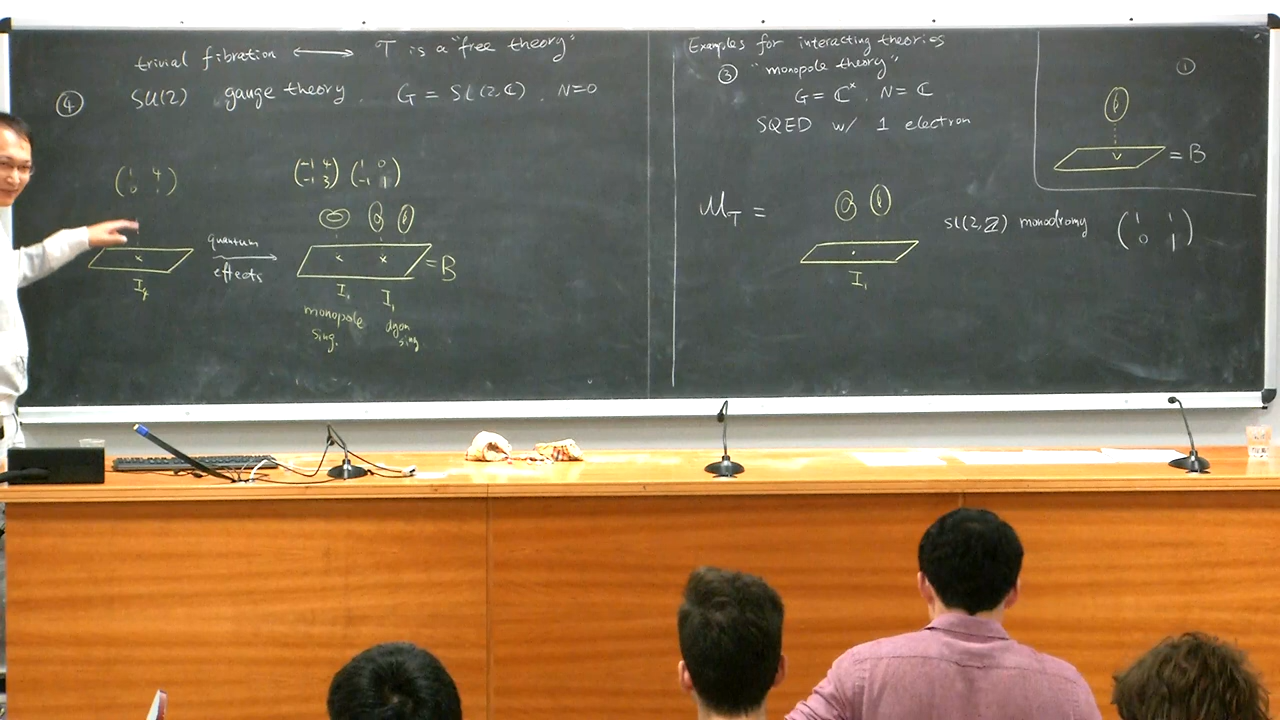 trivial fibration ⟷ T is a "free theory"
④ SU(2) gauge theory, G = SL(2,ℂ), N=0
(1 4
0 1)
(-1 4
-1 3) (1 0
-1 1)
quantum
effects
= B
I₁ I₁
monopole
sing.
dyon
sing
Examples for interacting theories
③ "monopole theory"
G = ℂ^×, N = ℂ
SQED w/ 1 electron
M_T =
I₁
SL(2,ℤ) monodromy (1 1
0 1)
①
= B